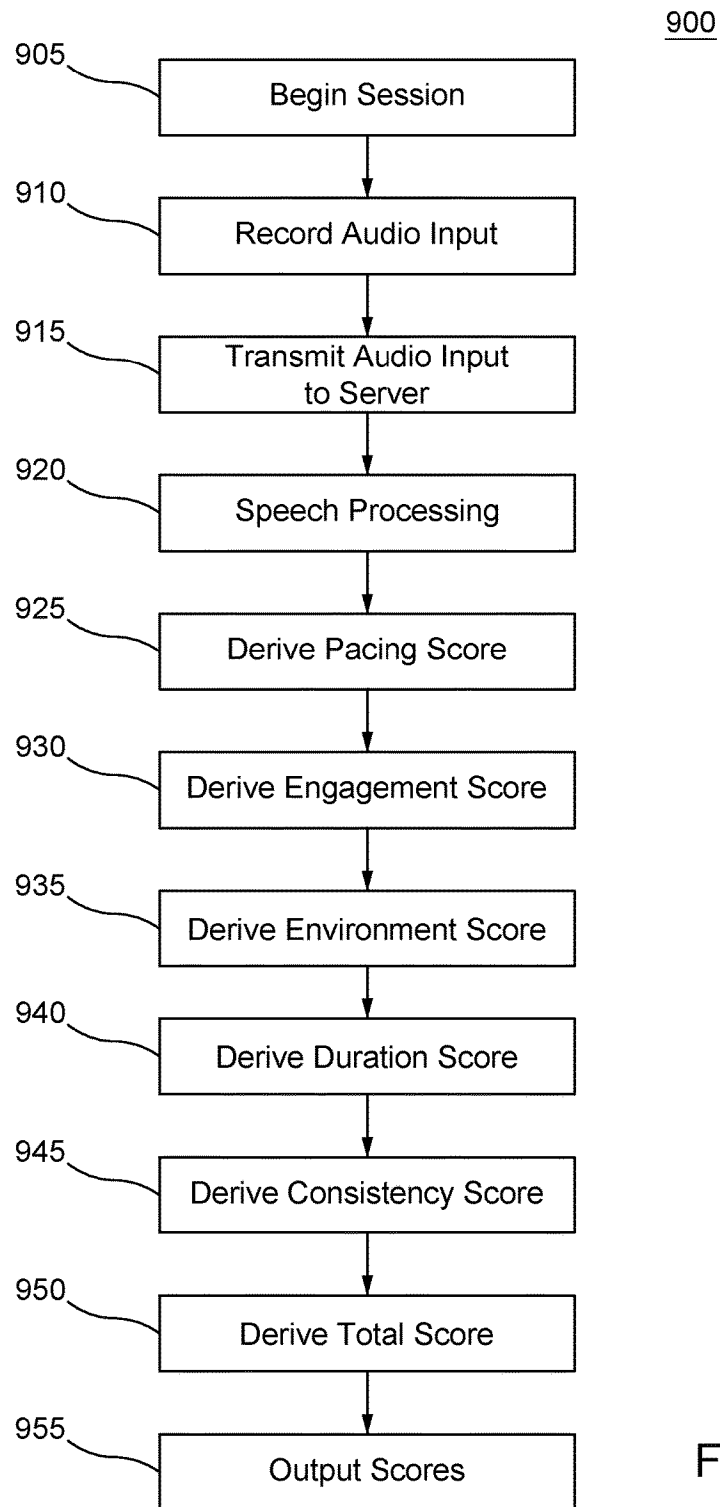 900
905
Begin Session
910
Record Audio Input
915
Transmit Audio Input
to Server
920
Speech Processing
925
Derive Pacing Score
930
Derive Engagement Score
935
Derive Environment Score
940
Derive Duration Score
945
Derive Consistency Score
950
Derive Total Score
955
Output Scores
F